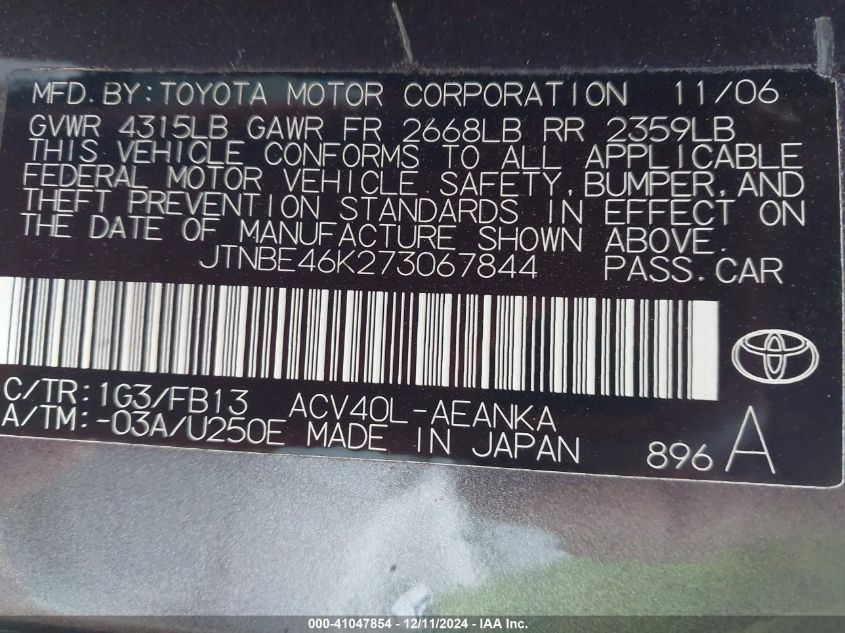 MFD. BY: TOYOTA MOTOR CORPORATION 11/06
GVWR 4315LB GAWR FR 2668LB RR 2359LB
THIS VEHICLE CONFORMS TO ALL APPLICABLE
FEDERAL MOTOR VEHICLE SAFETY, BUMPER, AND
THEFT PREVENTION STANDARDS IN EFFECT ON
THE DATE OF MANUFACTURE SHOWN ABOVE.
JTNBE46K273067844 PASS. CAR
C/TR: 1G3/FB13 ACV40L-AEANKA
A/TM: -03A/U250E MADE IN JAPAN 896 A
000-41047854 - 12/11/2024 - IAA Inc.